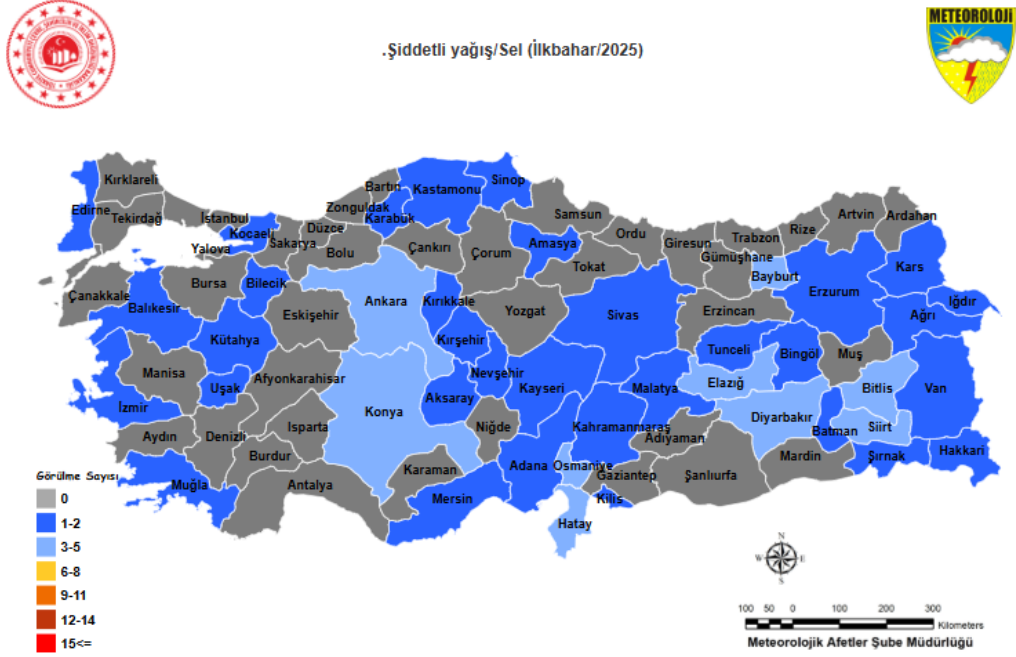 .Şiddetli yağış/Sel (İlkbahar/2025)
METEOROLOJI
Kırklareli
Edirne
Tekirdağ
İstanbul
Kocaeli
Yalova
Sakarya
Düzce
Zonguldak
Bartın
Karabük
Kastamonu
Sinop
Bolu
Çankırı
Çorum
Samsun
Amasya
Tokat
Ordu
Giresun
Trabzon
Gümüşhane
Rize
Artvin
Ardahan
Bayburt
Kars
Erzurum
Iğdır
Ağrı
Çanakkale
Balıkesir
Bursa
Bilecik
Eskişehir
Kütahya
Ankara
Kırıkkale
Kırşehir
Yozgat
Sivas
Erzincan
Tunceli
Bingöl
Muş
Van
Bitlis
Elazığ
Malatya
Manisa
Uşak
Afyonkarahisar
Konya
Aksaray
Nevşehir
Kayseri
İzmir
Kahramanmaraş
Adıyaman
Diyarbakır
Batman
Siirt
Şırnak
Hakkari
Mardin
Şanlıurfa
Gaziantep
Kilis
Osmaniye
Hatay
Adana
Niğde
Mersin
Karaman
Aydın
Denizli
Isparta
Burdur
Antalya
Muğla
Görülme Sayısı
0
1-2
3-5
6-8
9-11
12-14
15<=
N
W
E
S
100 50 0 100 200 300
Kilometers
Meteorolojik Afetler Şube Müdürlüğü